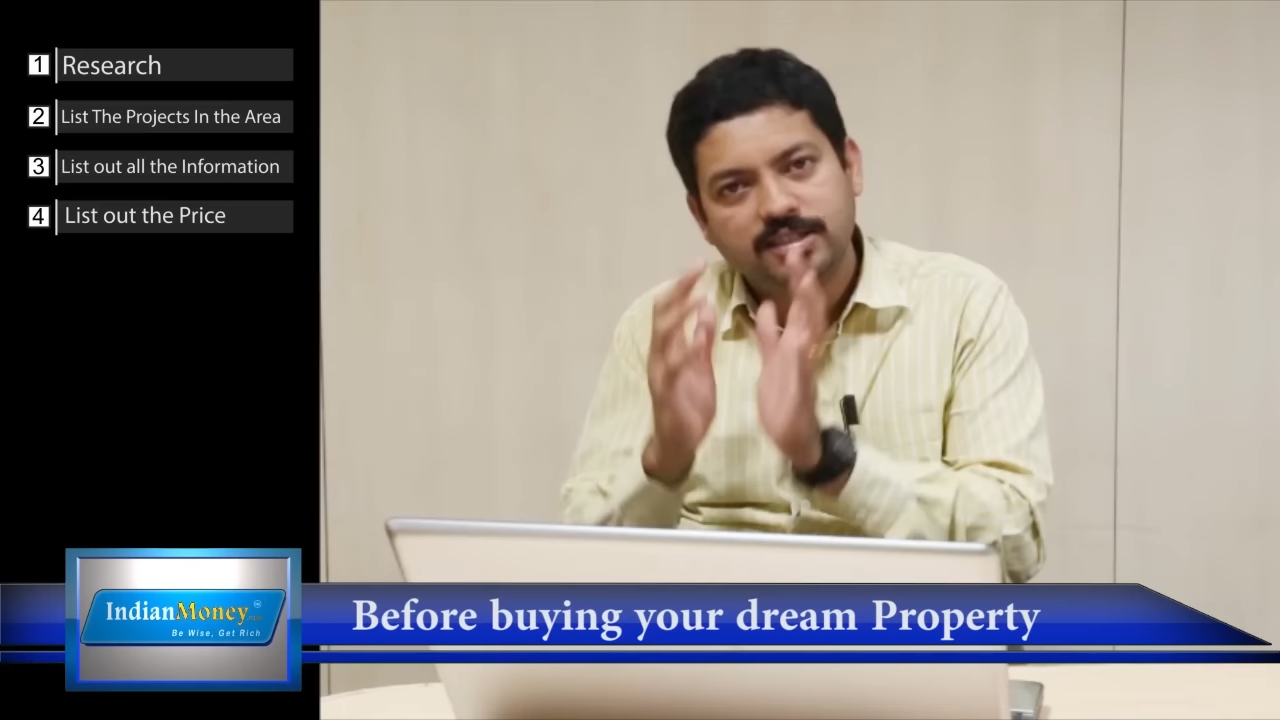 1 Research
2 List The Projects In the Area
3 List out all the Information
4 List out the Price
IndianMoney
Be Wise, Get Rich
Before buying your dream Property